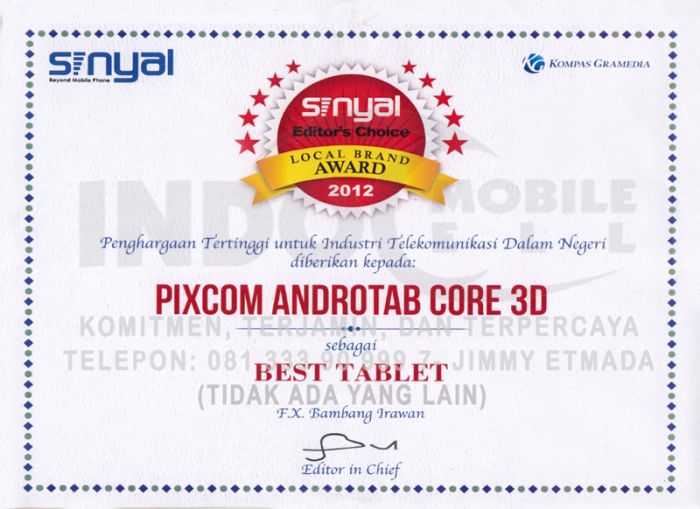 sinyal
Beyond Mobile Phone
KOMPAS GRAMEDIA
sinyal
Editor's Choice
LOCAL BRAND
AWARD
2012
INDO MOBILE
CELL
Penghargaan Tertinggi untuk Industri Telekomunikasi Dalam Negeri
diberikan kepada:
PIXCOM ANDROTAB CORE 3D
KOMITMEN, TERJAMIN, DAN TERPERCAYA
sebagai
TELEPON: 081 333 90 999 7- JIMMY ETMADA
BEST TABLET
(TIDAK ADA YANG LAIN)
F.X. Bambang Irawan
Editor in Chief